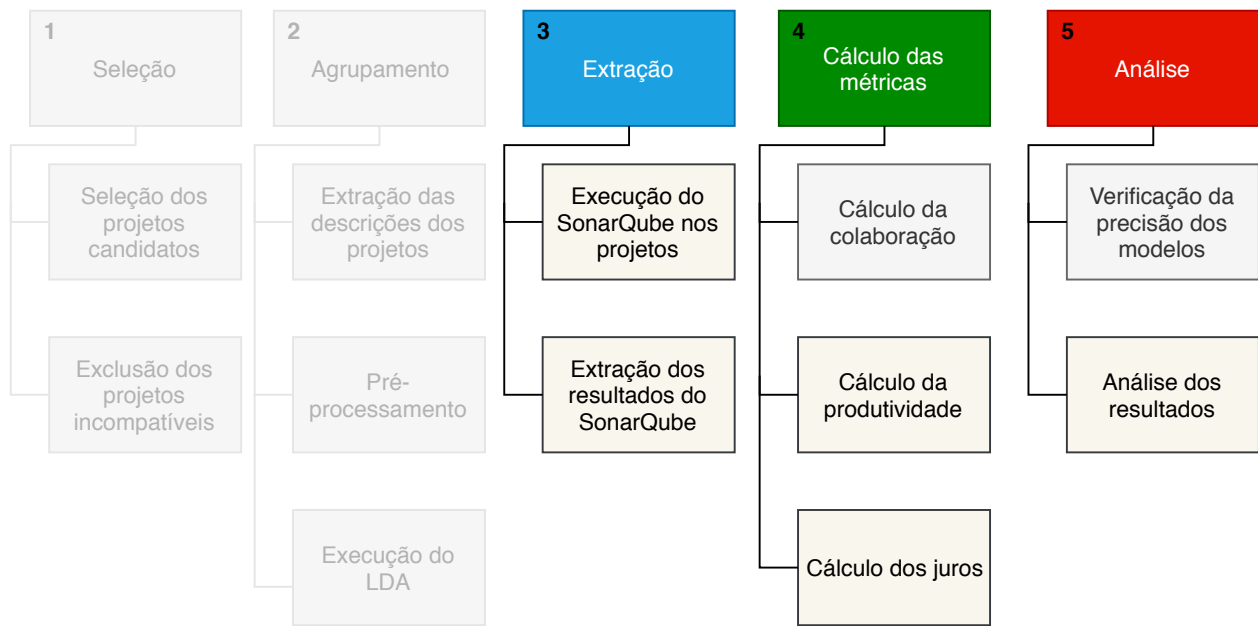 1
Seleção
2
Agrupamento
3
Extração
4
Cálculo das
métricas
5
Análise
Seleção dos
projetos
candidatos
Extração das
descrições dos
projetos
Execução do
SonarQube nos
projetos
Cálculo da
colaboração
Verificação da
precisão dos
modelos
Exclusão dos
projetos
incompatíveis
Pré-
processamento
Extração dos
resultados do
SonarQube
Cálculo da
produtividade
Análise dos
resultados
Execução do
LDA
Cálculo dos juros